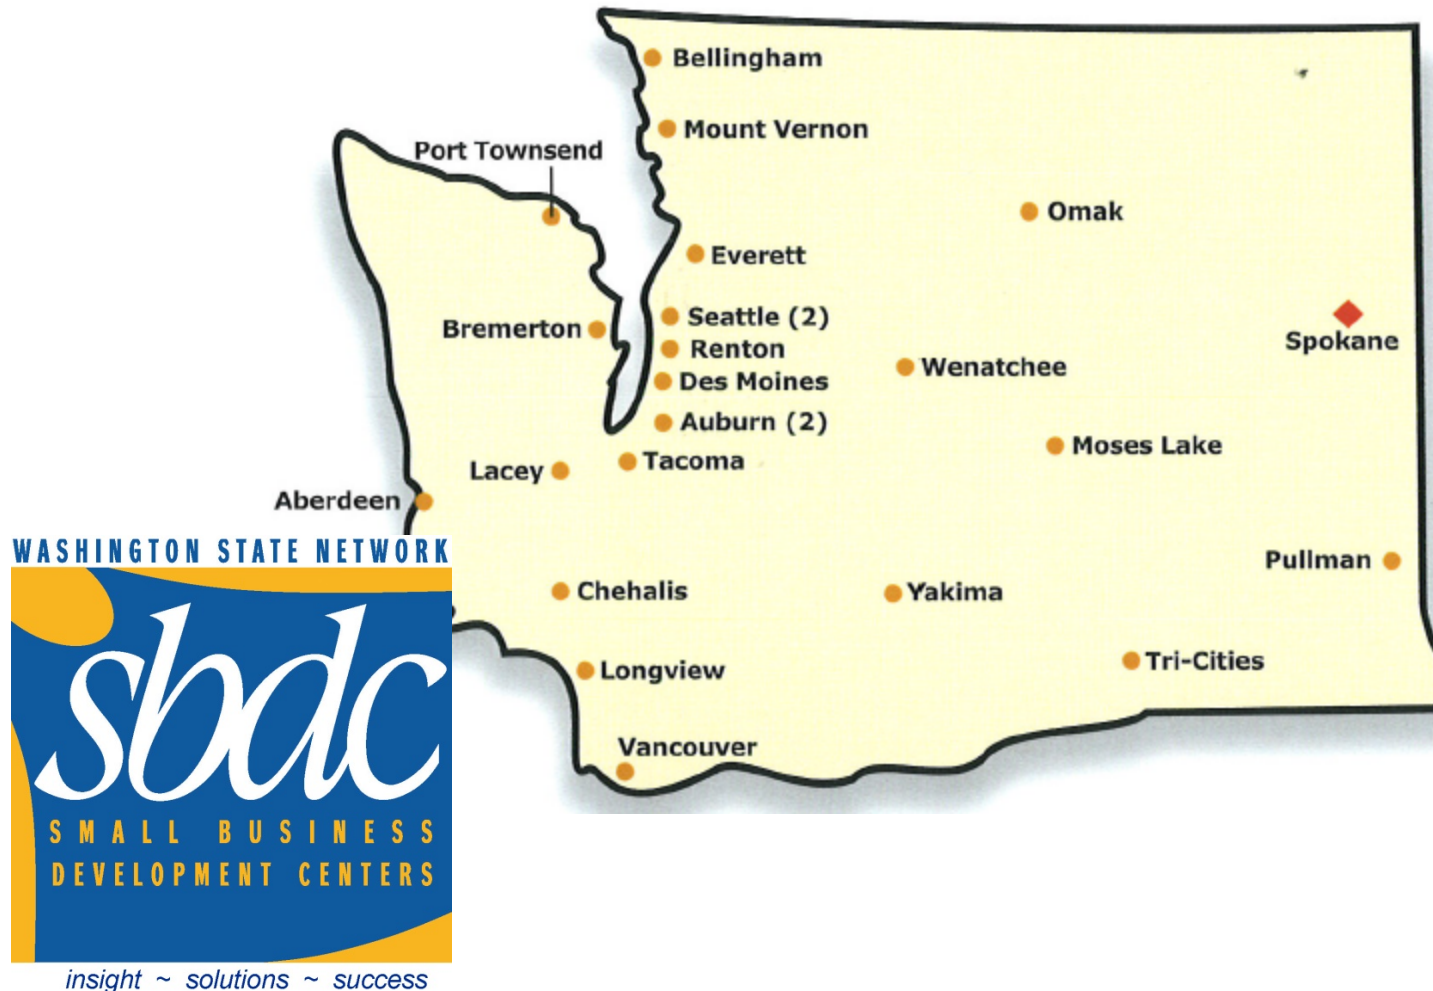 Bellingham
Mount Vernon
Port Townsend
Omak
Everett
Seattle (2)
Bremerton
Renton
Spokane
Wenatchee
Des Moines
Auburn (2)
Moses Lake
Tacoma
Lacey
Aberdeen
WASHINGTON STATE NETWORK
Pullman
Chehalis
Yakima
Tri-Cities
Longview
Vancouver
sbdc
SMALL BUSINESS
DEVELOPMENT CENTERS
insight ~ solutions ~ success